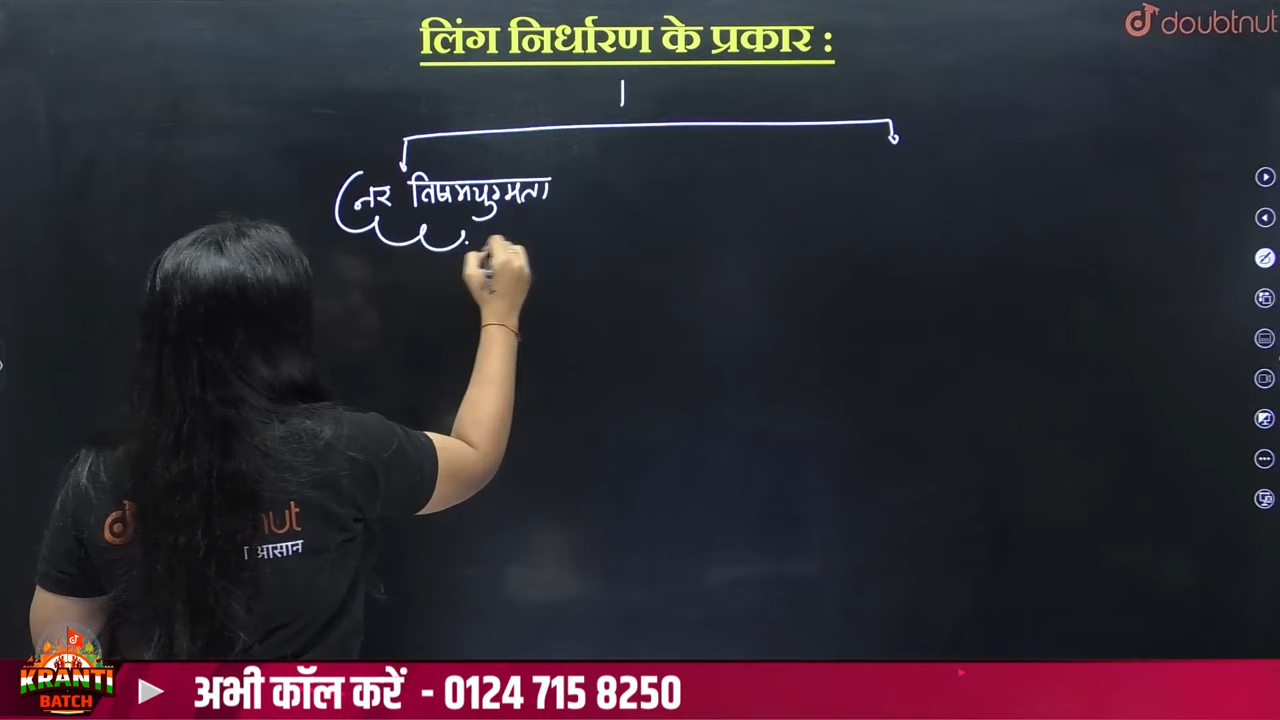 लिंग निर्धारण के प्रकार :
doubtnut
नर विषमयुग्मता
nut
आसान
KRANTI
BATCH
अभी कॉल करें - 0124 715 8250